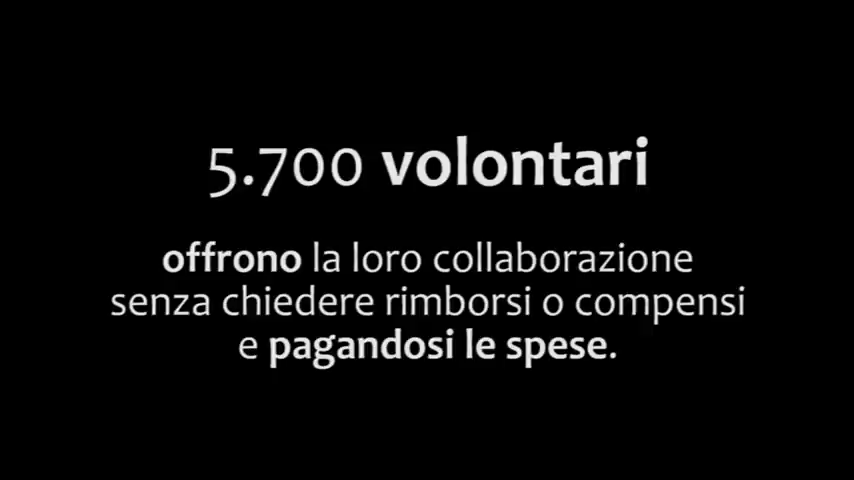 5.700 volontari
offrono la loro collaborazione
senza chiedere rimborsi o compensi
e pagandosi le spese.